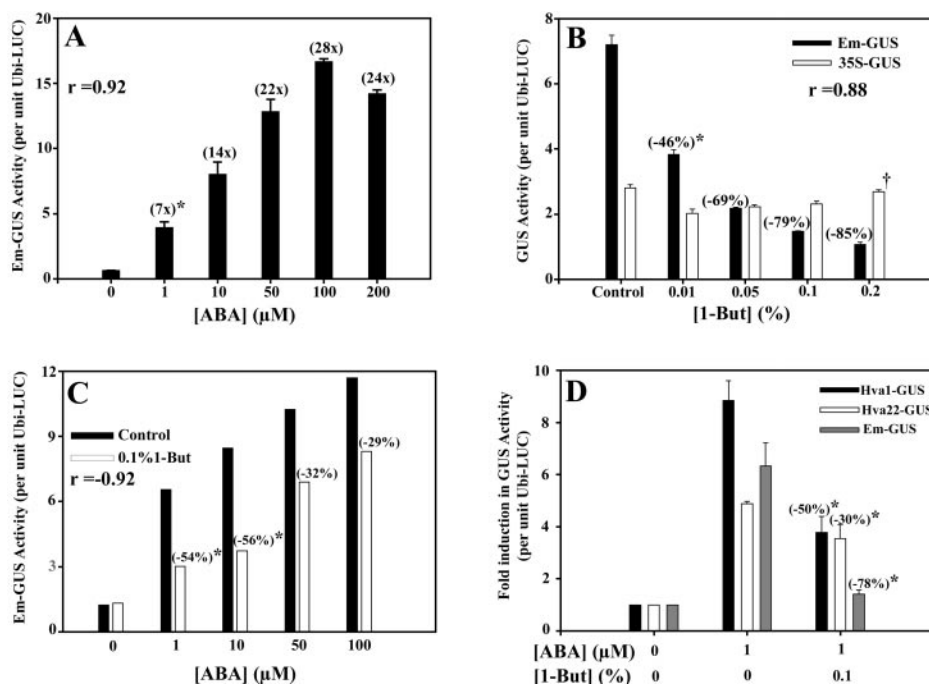 A
r =0.92
Em-GUS Activity (per unit Ubi-LUC)
20
15
10
5
0
(7x)*
(14x)
(22x)
(28x)
(24x)
0 1 10 50 100 200
[ABA] (µM)
B
Em-GUS
35S-GUS
r =0.88
GUS Activity (per unit Ubi-LUC)
8
6
4
2
0
(-46%)*
(-69%)
(-79%)
(-85%)
†
Control 0.01 0.05 0.1 0.2
[1-But] (%)
C
Control
0.1%1-But
r =-0.92
Em-GUS Activity (per unit Ubi-LUC)
12
9
6
3
0
(-54%)*
(-56%)*
(-32%)
(-29%)
0 1 10 50 100
[ABA] (µM)
D
Hva1-GUS
Hva22-GUS
Em-GUS
Fold induction in GUS Activity
(per unit Ubi-LUC)
10
8
6
4
2
0
(-50%)*
(-30%)*
(-78%)*
[ABA] (µM) 0 1 1
[1-But] (%) 0 0 0.1